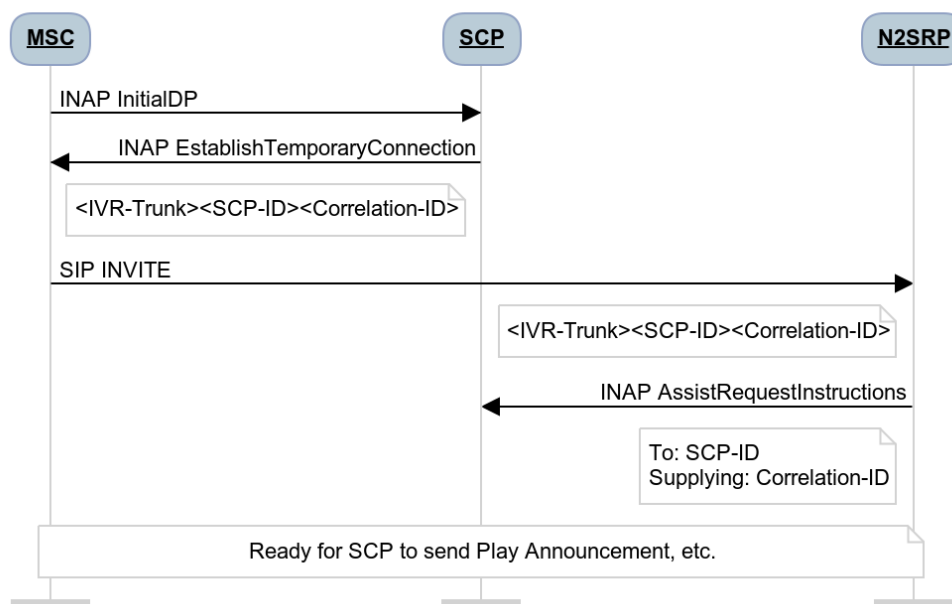 MSC
SCP
N2SRP
INAP InitialDP
INAP EstablishTemporaryConnection
<IVR-Trunk><SCP-ID><Correlation-ID>
SIP INVITE
<IVR-Trunk><SCP-ID><Correlation-ID>
INAP AssistRequestInstructions
To: SCP-ID
Supplying: Correlation-ID
Ready for SCP to send Play Announcement, etc.